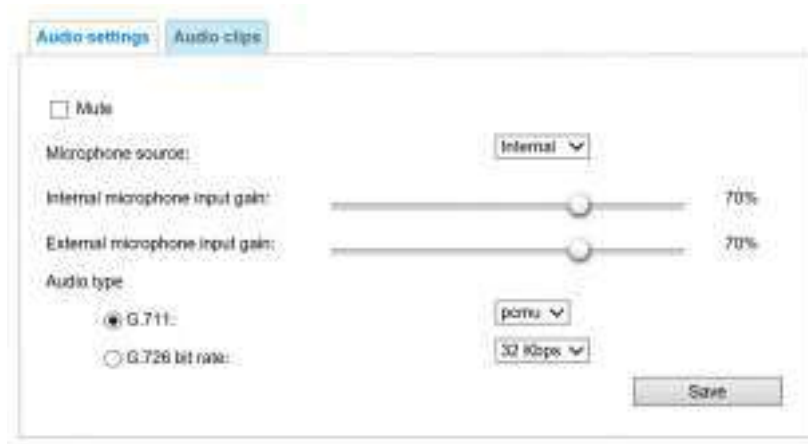 Audio settings Audio clips
Mute
Microphone source: Internal
Internal microphone input gain: 70%
External microphone input gain: 70%
Audio type
G.711: pcmu
G.726 bit rate: 32 Kbps
Save